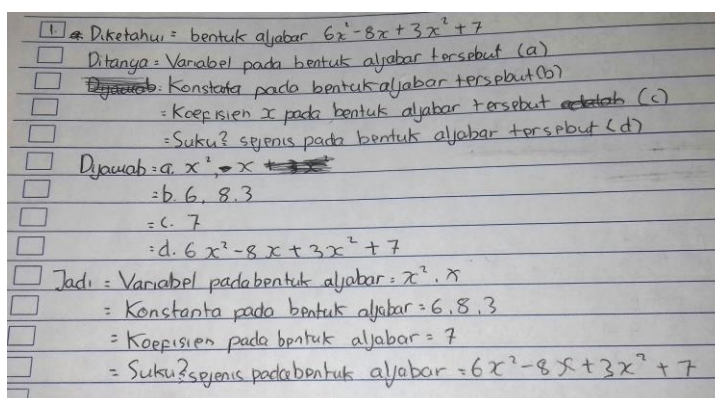 1. a Diketahui = bentuk aljabar 6x² - 8x + 3x² + 7
Ditanya = Variabel pada bentuk aljabar tersebut (a)
: Konstata pada bentuk aljabar tersebut (b)
= Koefisien x pada bentuk aljabar tersebut (c)
= Suku² sejenis pada bentuk aljabar tersebut (d)
Dijawab = a. x², x
= b. 6, 8, 3
= c. 7
= d. 6x² - 8x + 3x² + 7
Jadi = Variabel pada bentuk aljabar = x², x
= Konstanta pada bentuk aljabar = 6, 8, 3
= Koefisien pada bentuk aljabar = 7
= Suku² sejenis pada bentuk aljabar = 6x² - 8x + 3x² + 7